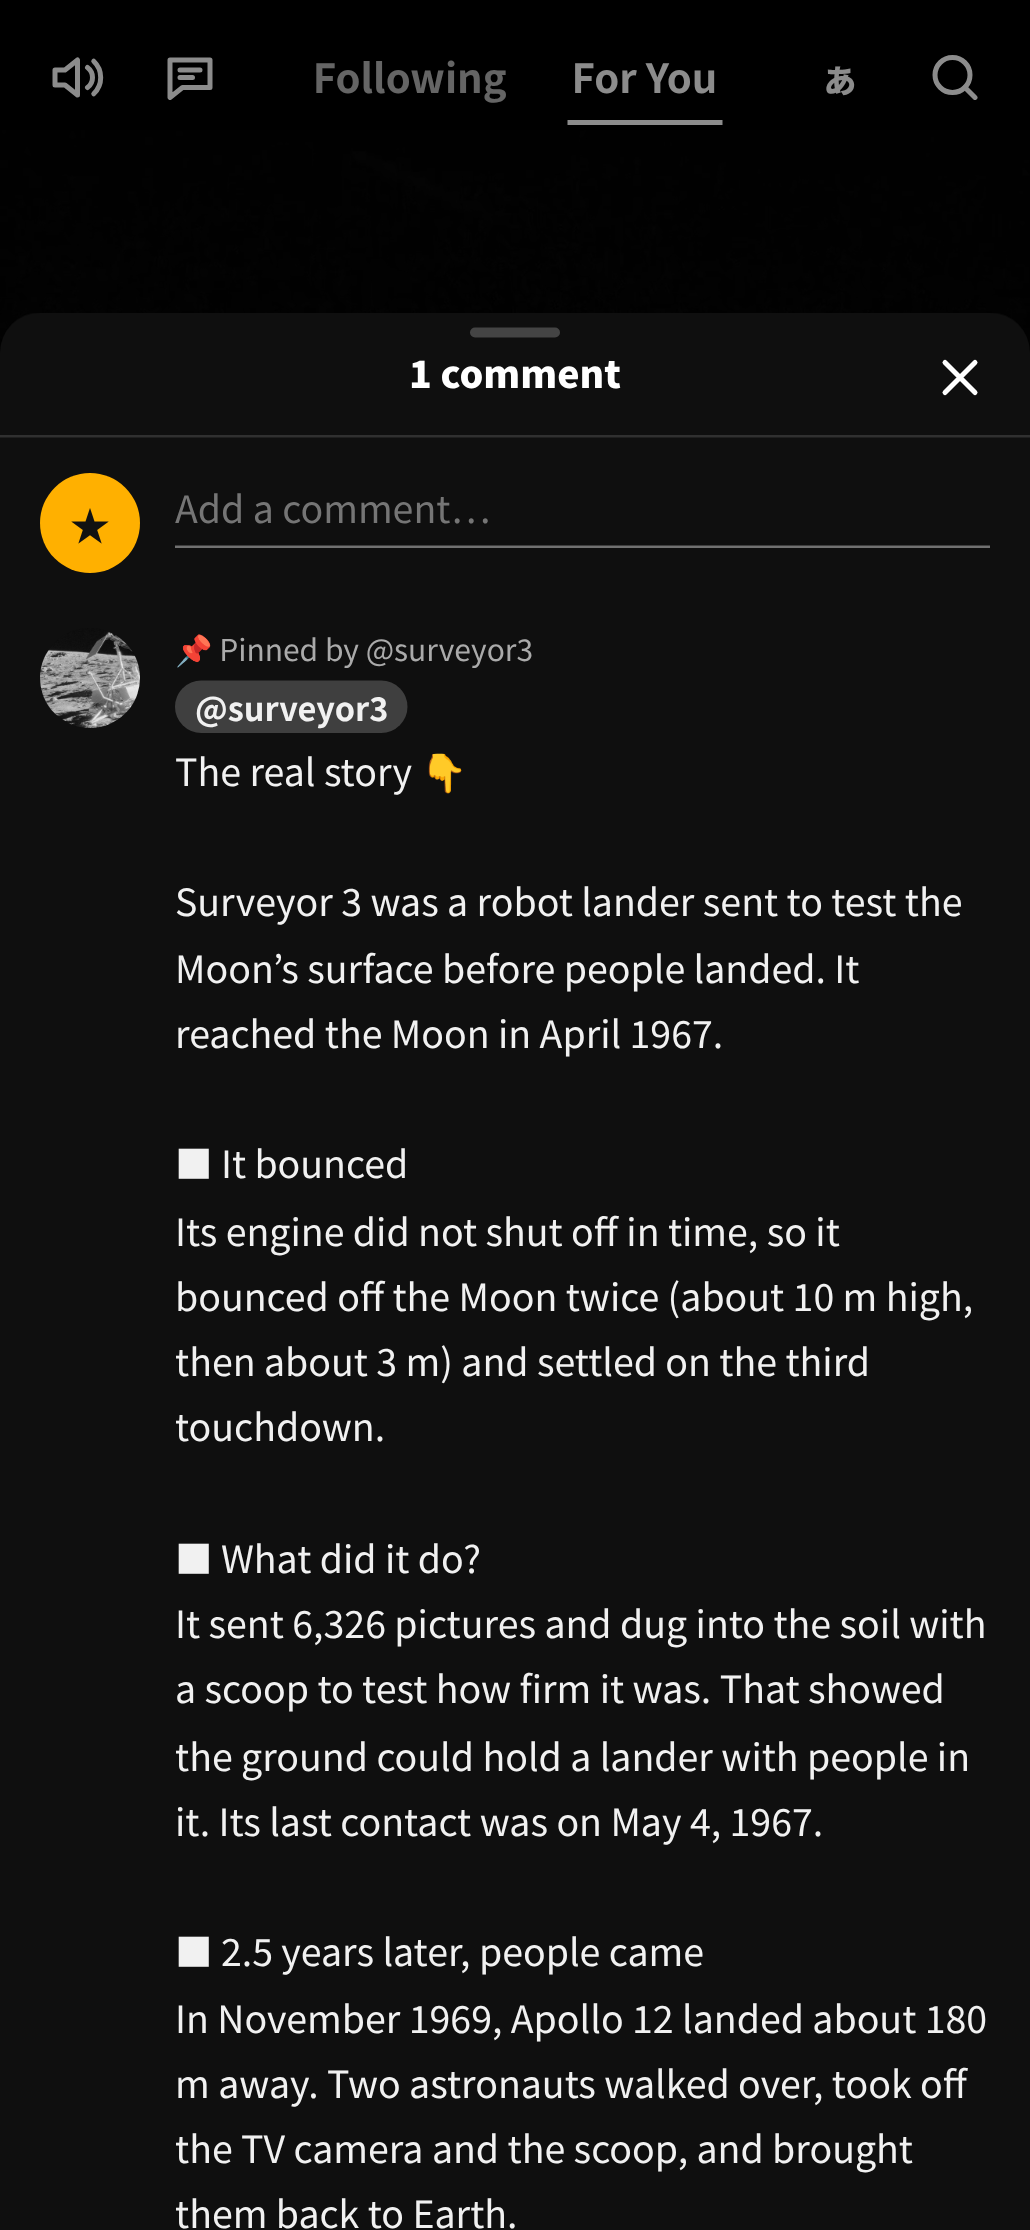 Following For You あ
1 comment
Add a comment…
★
📌 Pinned by @surveyor3
@surveyor3
The real story 👇
Surveyor 3 was a robot lander sent to test the
Moon’s surface before people landed. It
reached the Moon in April 1967.
■ It bounced
Its engine did not shut off in time, so it
bounced off the Moon twice (about 10 m high,
then about 3 m) and settled on the third
touchdown.
■ What did it do?
It sent 6,326 pictures and dug into the soil with
a scoop to test how firm it was. That showed
the ground could hold a lander with people in
it. Its last contact was on May 4, 1967.
■ 2.5 years later, people came
In November 1969, Apollo 12 landed about 180
m away. Two astronauts walked over, took off
the TV camera and the scoop, and brought
them back to Earth.